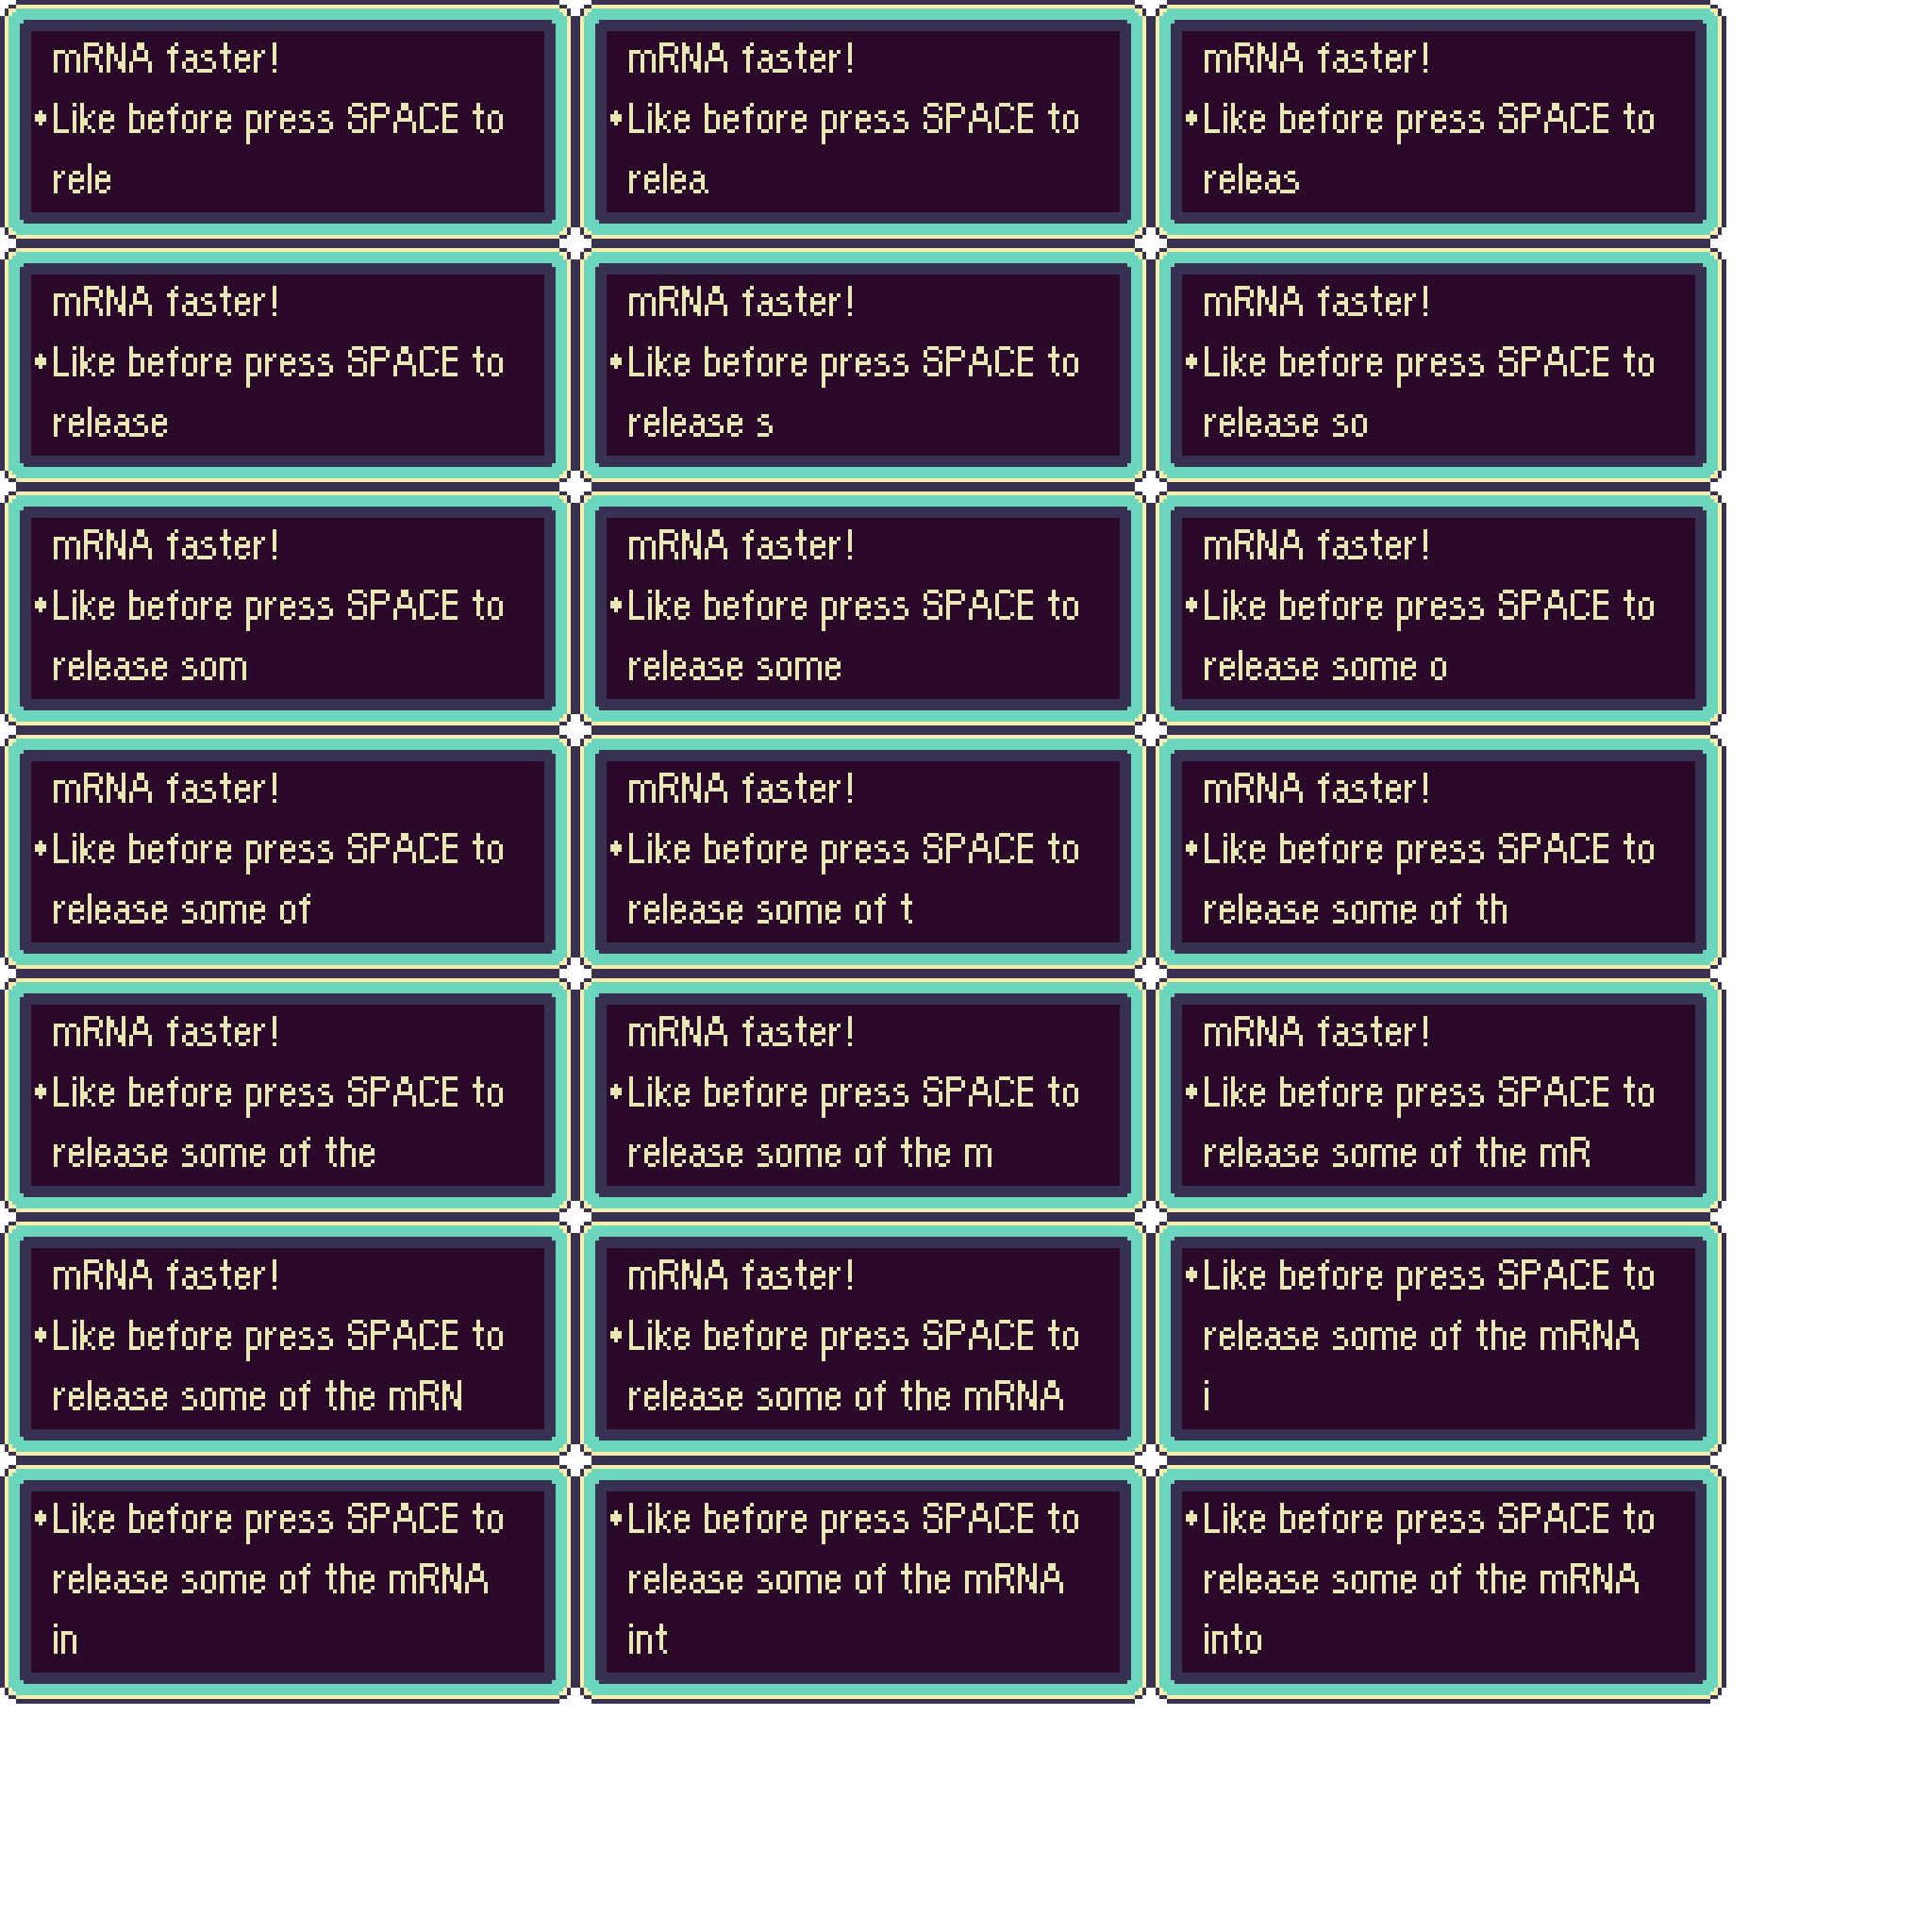 mRNA faster!
Like before press SPACE to
rele
mRNA faster!
Like before press SPACE to
relea
mRNA faster!
Like before press SPACE to
releas
mRNA faster!
Like before press SPACE to
release
mRNA faster!
Like before press SPACE to
release s
mRNA faster!
Like before press SPACE to
release so
mRNA faster!
Like before press SPACE to
release som
mRNA faster!
Like before press SPACE to
release some
mRNA faster!
Like before press SPACE to
release some o
mRNA faster!
Like before press SPACE to
release some of
mRNA faster!
Like before press SPACE to
release some of t
mRNA faster!
Like before press SPACE to
release some of th
mRNA faster!
Like before press SPACE to
release some of the
mRNA faster!
Like before press SPACE to
release some of the m
mRNA faster!
Like before press SPACE to
release some of the mR
mRNA faster!
Like before press SPACE to
release some of the mRN
mRNA faster!
Like before press SPACE to
release some of the mRNA
Like before press SPACE to
release some of the mRNA
i
Like before press SPACE to
release some of the mRNA
in
Like before press SPACE to
release some of the mRNA
int
Like before press SPACE to
release some of the mRNA
into